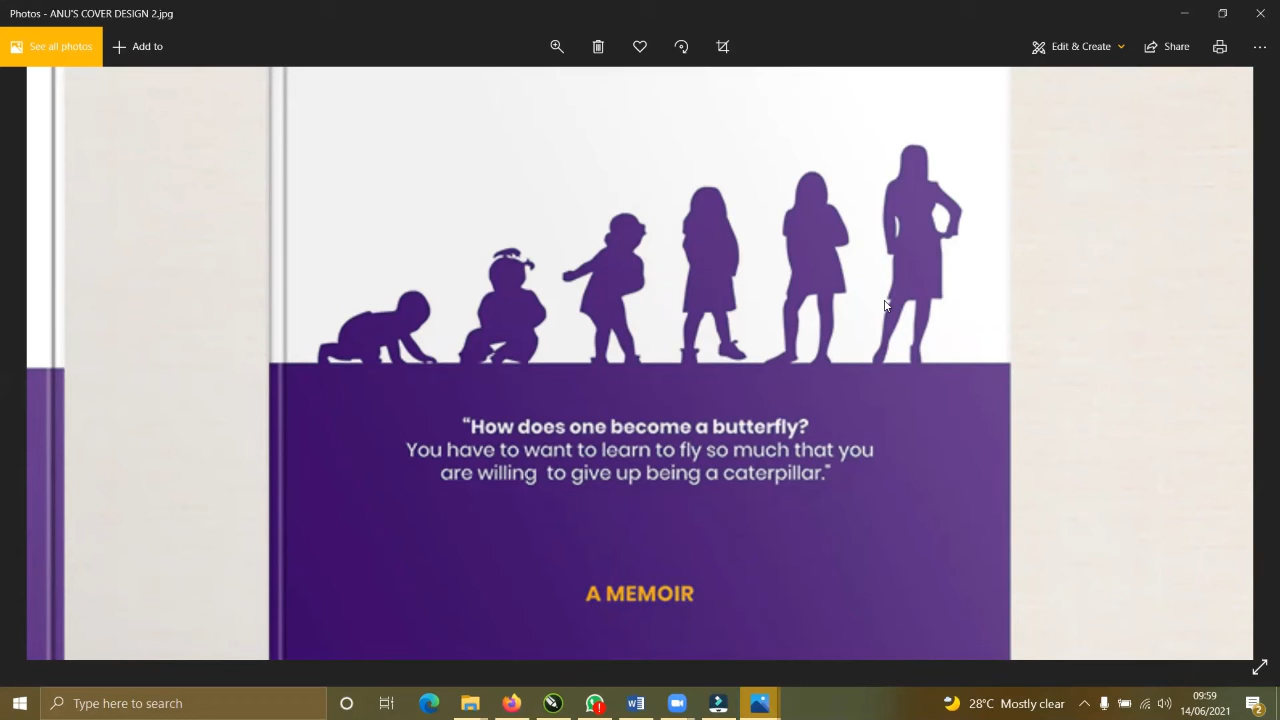 Photos - ANU'S COVER DESIGN 2.jpg
See all photos
Add to
Edit & Create
Share
"How does one become a butterfly?
You have to want to learn to fly so much that you
are willing to give up being a caterpillar."
A MEMOIR
Type here to search
28°C Mostly clear
09:59
14/06/2021
2